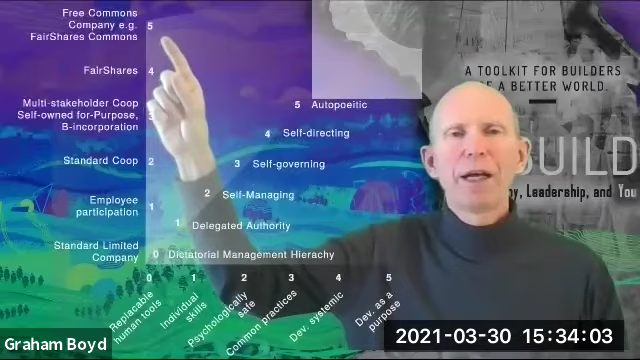 Free Commons
Company e.g.
FairShares Commons
5
FairShares
4
Multi-stakeholder Coop
Self-owned for-Purpose,
B-incorporation
Standard Coop
2
Employee
participation
1
Standard Limited
Company
5 Autopoeitic
4 Self-directing
3 Self-governing
2 Self-Managing
1 Delegated Authority
0 Dictatorial Management Hierachy
0 1 2 3 4 5
Replacable
human tools
Individual
skills
Psychologically
safe
Common practices
Dev. systemic
Dev. as a
purpose
A TOOLKIT FOR BUILDERS
A BETTER WORLD.
UILD
Leadership, and You
Graham Boyd
2021-03-30 15:34:03